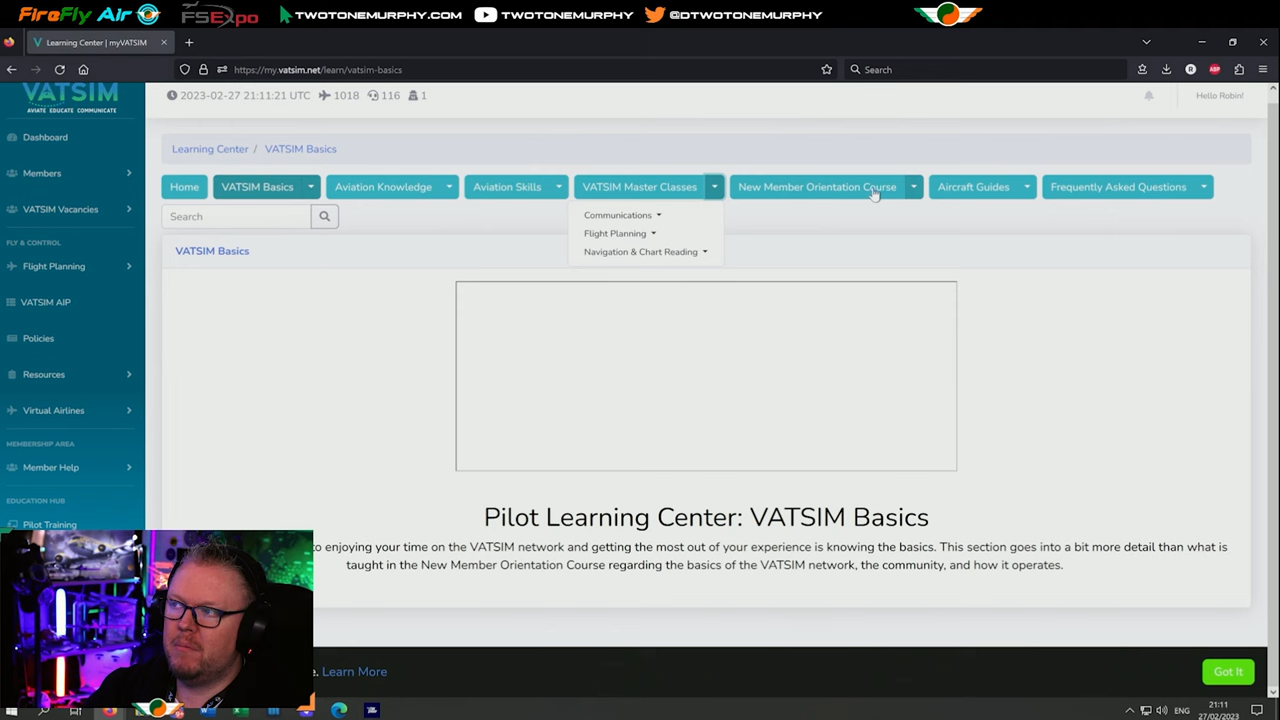 FireFly Air
FSExpo
TWOTONEMURPHY.COM
TWOTONEMURPHY
@DTWOTONEMURPHY
Learning Center | myVATSIM
https://my.vatsim.net/learn/vatsim-basics
Search
VATSIM
AVIATE EDUCATE COMMUNICATE
2023-02-27 21:11:21 UTC 1018 116 1
Hello Robin!
Dashboard
Members
VATSIM Vacancies
FLY & CONTROL
Flight Planning
VATSIM AIP
Policies
Resources
Virtual Airlines
MEMBERSHIP AREA
Member Help
EDUCATION HUB
Pilot Training
Learning Center / VATSIM Basics
Home
VATSIM Basics
Aviation Knowledge
Aviation Skills
VATSIM Master Classes
New Member Orientation Course
Aircraft Guides
Frequently Asked Questions
Search
Communications
Flight Planning
Navigation & Chart Reading
VATSIM Basics
Pilot Learning Center: VATSIM Basics
to enjoying your time on the VATSIM network and getting the most out of your experience is knowing the basics. This section goes into a bit more detail than what is
taught in the New Member Orientation Course regarding the basics of the VATSIM network, the community, and how it operates.
Learn More
Got It
ENG
21:11
27/02/2023